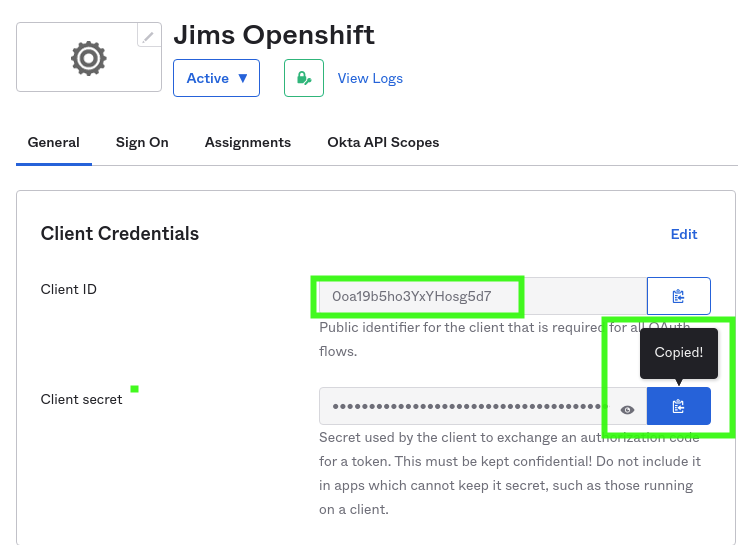 Jims Openshift
Active ▼
View Logs
General Sign On Assignments Okta API Scopes
Client Credentials
Edit
Client ID
0oa19b5ho3YxYHosg5d7
Public identifier for the client that is required for all OAuth
flows.
Copied!
Client secret
••••••••••••••••••••••••••••••••••••••
Secret used by the client to exchange an authorization code
for a token. This must be kept confidential! Do not include it
in apps which cannot keep it secret, such as those running
on a client.